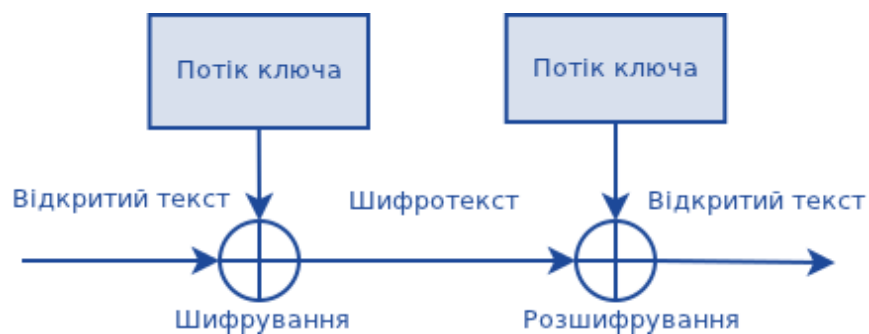 Потік ключа
Потік ключа
Відкритий текст
Шифротекст
Відкритий текст
Шифрування
Розшифрування